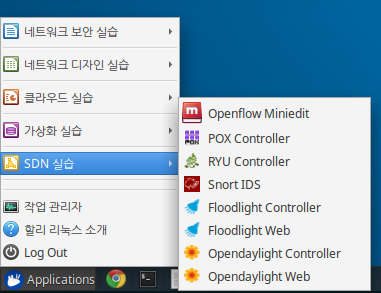 네트워크 보안 실습
네트워크 디자인 실습
클라우드 실습
가상화 실습
SDN 실습
작업 관리자
할리 리눅스 소개
Log Out
Openflow Miniedit
POX Controller
RYU Controller
Snort IDS
Floodlight Controller
Floodlight Web
Opendaylight Controller
Opendaylight Web
Applications